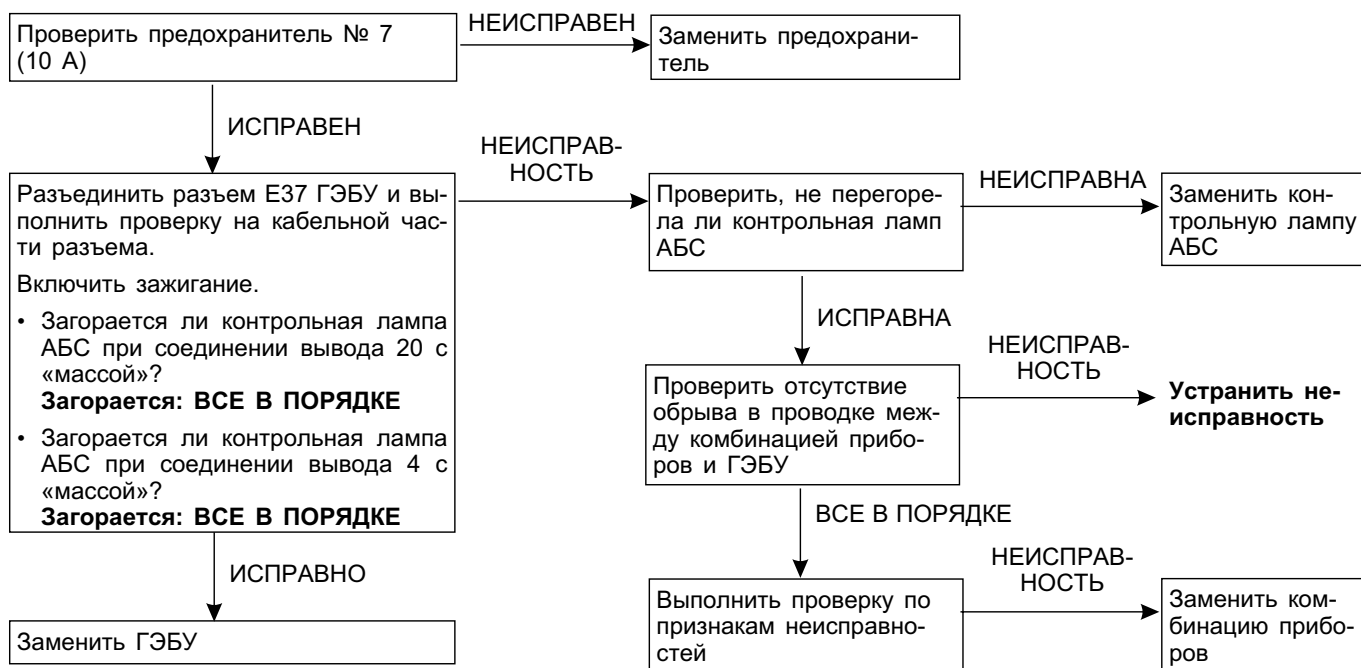 Проверить предохранитель № 7
(10 А)
НЕИСПРАВЕН
Заменить предохрани-
тель
ИСПРАВЕН
Разъединить разъем Е37 ГЭБУ и вы-
полнить проверку на кабельной час-
ти разъема.
Включить зажигание.
• Загорается ли контрольная лампа
АБС при соединении вывода 20 с
«массой»?
Загорается: ВСЕ В ПОРЯДКЕ
• Загорается ли контрольная лампа
АБС при соединении вывода 4 с
«массой»?
Загорается: ВСЕ В ПОРЯДКЕ
НЕИСПРАВ-
НОСТЬ
Проверить, не перегоре-
ла ли контрольная ламп
АБС
НЕИСПРАВНА
Заменить кон-
трольную лампу
АБС
ИСПРАВНА
Проверить отсутствие
обрыва в проводке меж-
ду комбинацией прибо-
ров и ГЭБУ
НЕИСПРАВ-
НОСТЬ
Устранить не-
исправность
ВСЕ В ПОРЯДКЕ
ИСПРАВНО
Заменить ГЭБУ
Выполнить проверку по
признакам неисправно-
стей
НЕИСПРАВ-
НОСТЬ
Заменить ком-
бинацию прибо-
ров